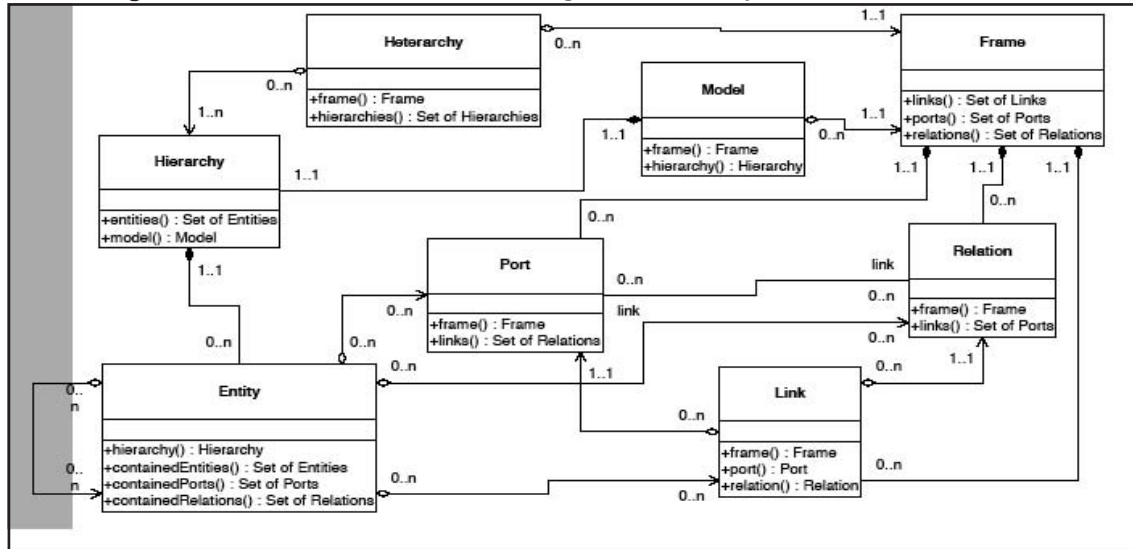 Heterarchy
+frame() : Frame
+hierarchies() : Set of Hierarchies
0..n
1..1
0..n
1..n
0..n
Frame
+links() : Set of Links
+ports() : Set of Ports
+relations() : Set of Relations
Model
+frame() : Frame
+hierarchy() : Hierarchy
1..1
0..n
1..1
1..1
Hierarchy
+entities() : Set of Entities
+model() : Model
1..1
0..n
1..1
1..1
1..1
0..n
0..n
Port
+frame() : Frame
+links() : Set of Relations
0..n
link
link
0..n
Relation
+frame() : Frame
+links() : Set of Ports
0..n
0..n
0..n
0..n
1..1
1..1
Entity
+hierarchy() : Hierarchy
+containedEntities() : Set of Entities
+containedPorts() : Set of Ports
+containedRelations() : Set of Relations
0..
n
0..
n
0..n
0..n
Link
+frame() : Frame
+port() : Port
+relation() : Relation
0..n
0..n
0..n